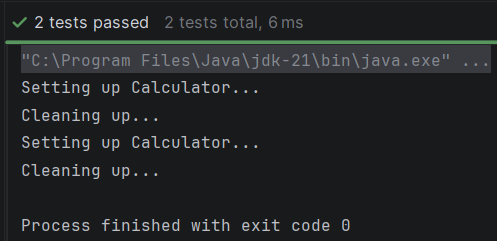 2 tests passed 2 tests total, 6 ms
"C:\Program Files\Java\jdk-21\bin\java.exe" ...
Setting up Calculator...
Cleaning up...
Setting up Calculator...
Cleaning up...
Process finished with exit code 0